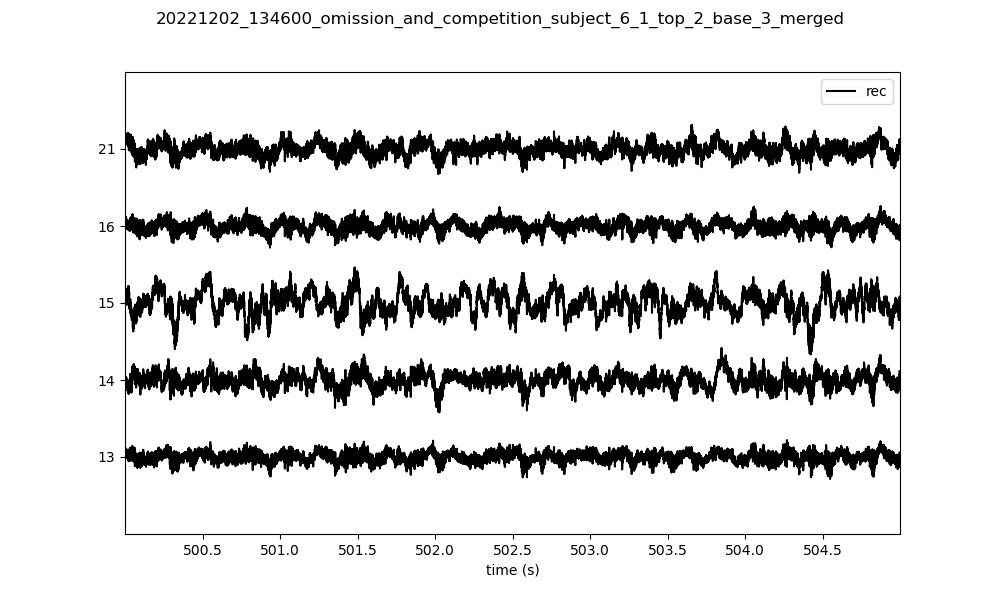 20221202_134600_omission_and_competition_subject_6_1_top_2_base_3_merged
rec
21
16
15
14
13
500.5 501.0 501.5 502.0 502.5 503.0 503.5 504.0 504.5
time (s)